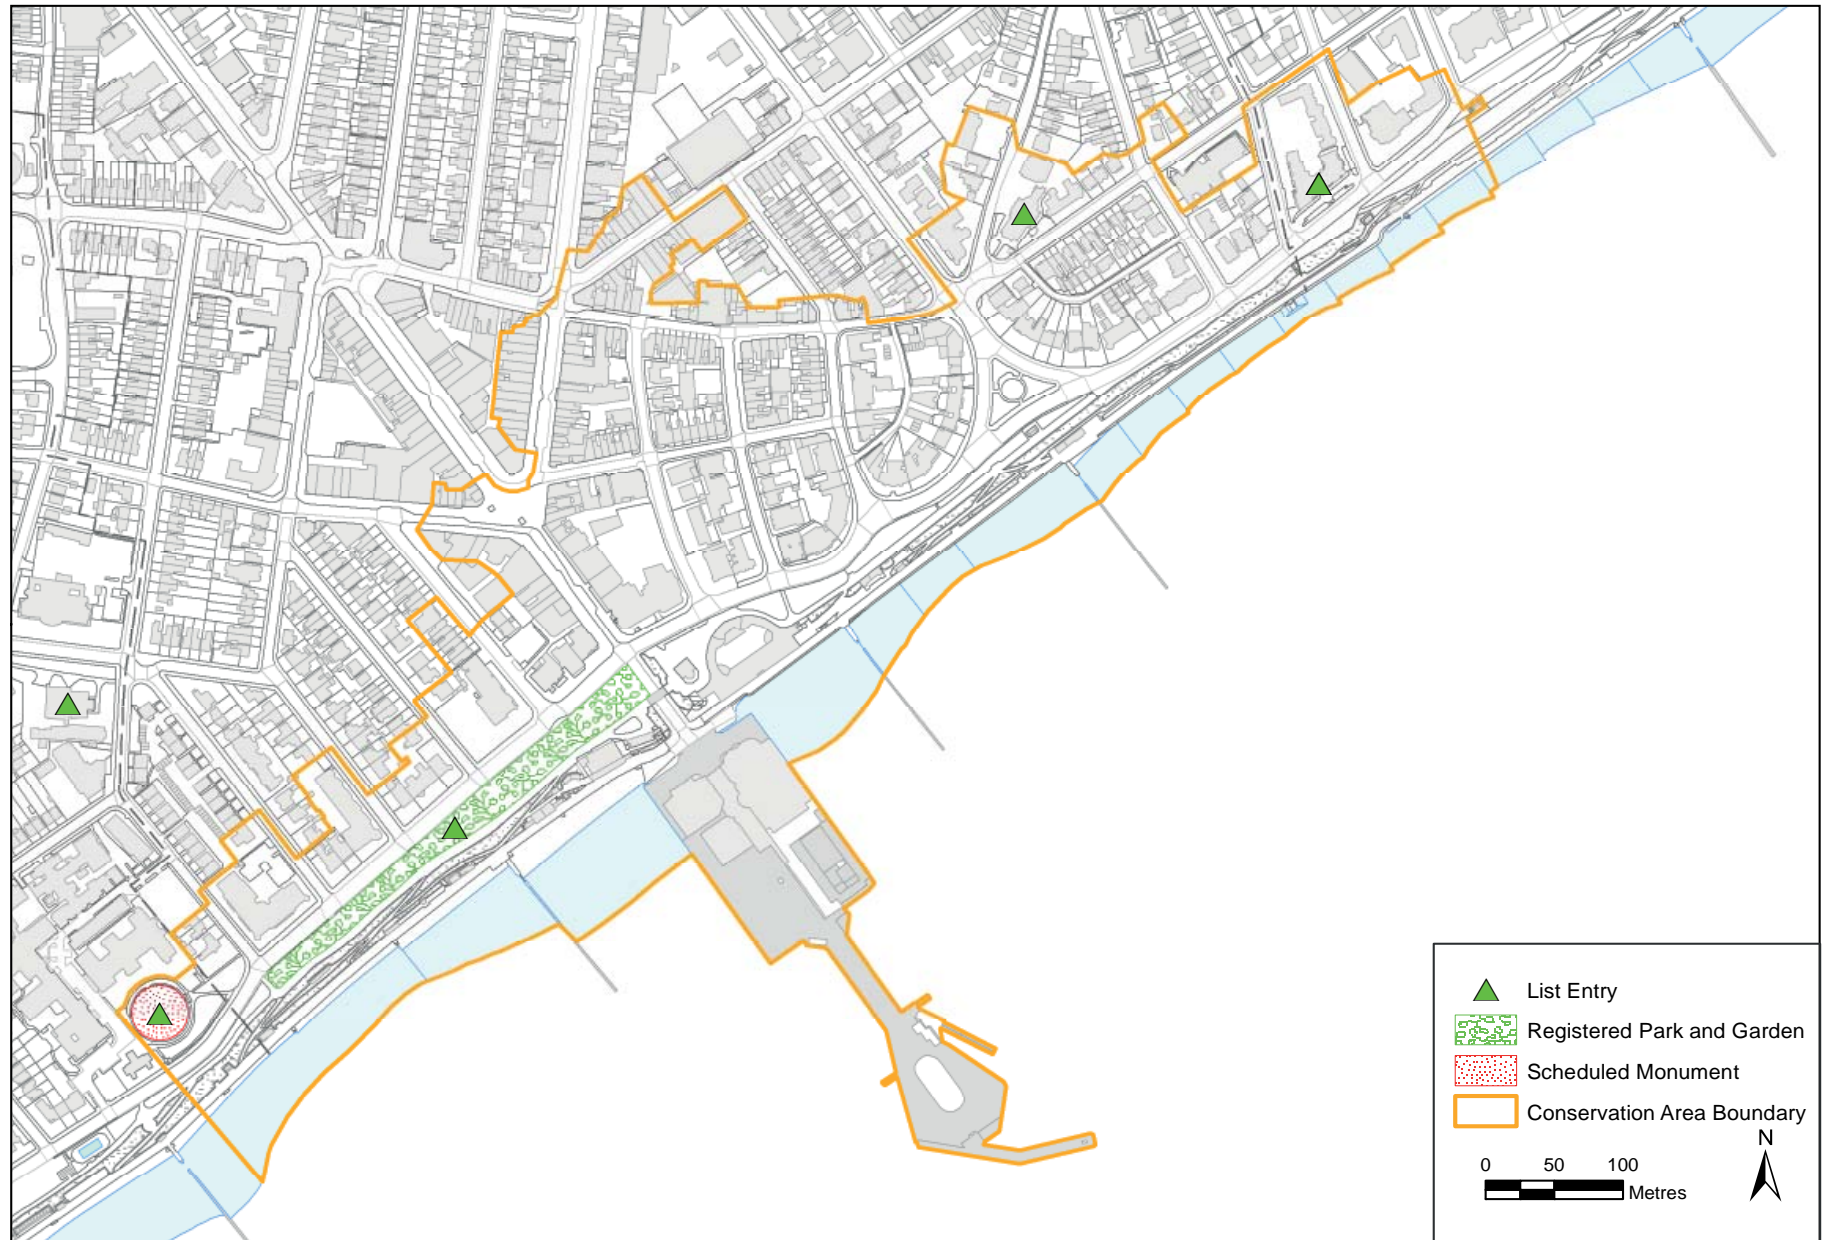 List Entry
Registered Park and Garden
Scheduled Monument
Conservation Area Boundary
N
0 50 100
Metres